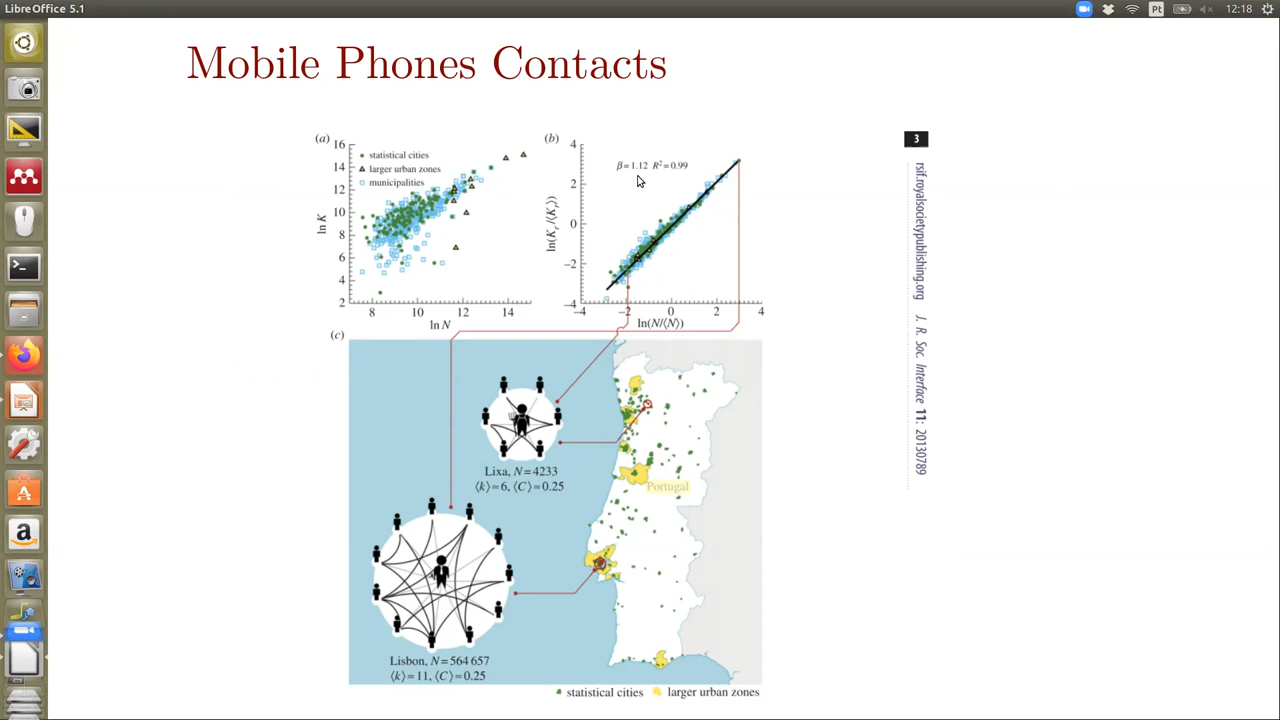 LibreOffice 5.1
Pt
12:18
Mobile Phones Contacts
(a)
16
14
12
10
8
6
4
2
ln K
statistical cities
larger urban zones
municipalities
8 10 12 14
ln N
(b)
4
2
0
−2
−4
ln(Kr/⟨Kr⟩)
β = 1.12 R² = 0.99
−4 −2 0 2 4
ln(N/⟨N⟩)
(c)
Lixa, N = 4233
⟨k⟩ ≈ 6, ⟨C⟩ ≈ 0.25
Portugal
Lisbon, N = 564 657
⟨k⟩ = 11, ⟨C⟩ = 0.25
statistical cities larger urban zones
3
rsif.royalsocietypublishing.org J. R. Soc. Interface 11: 20130789